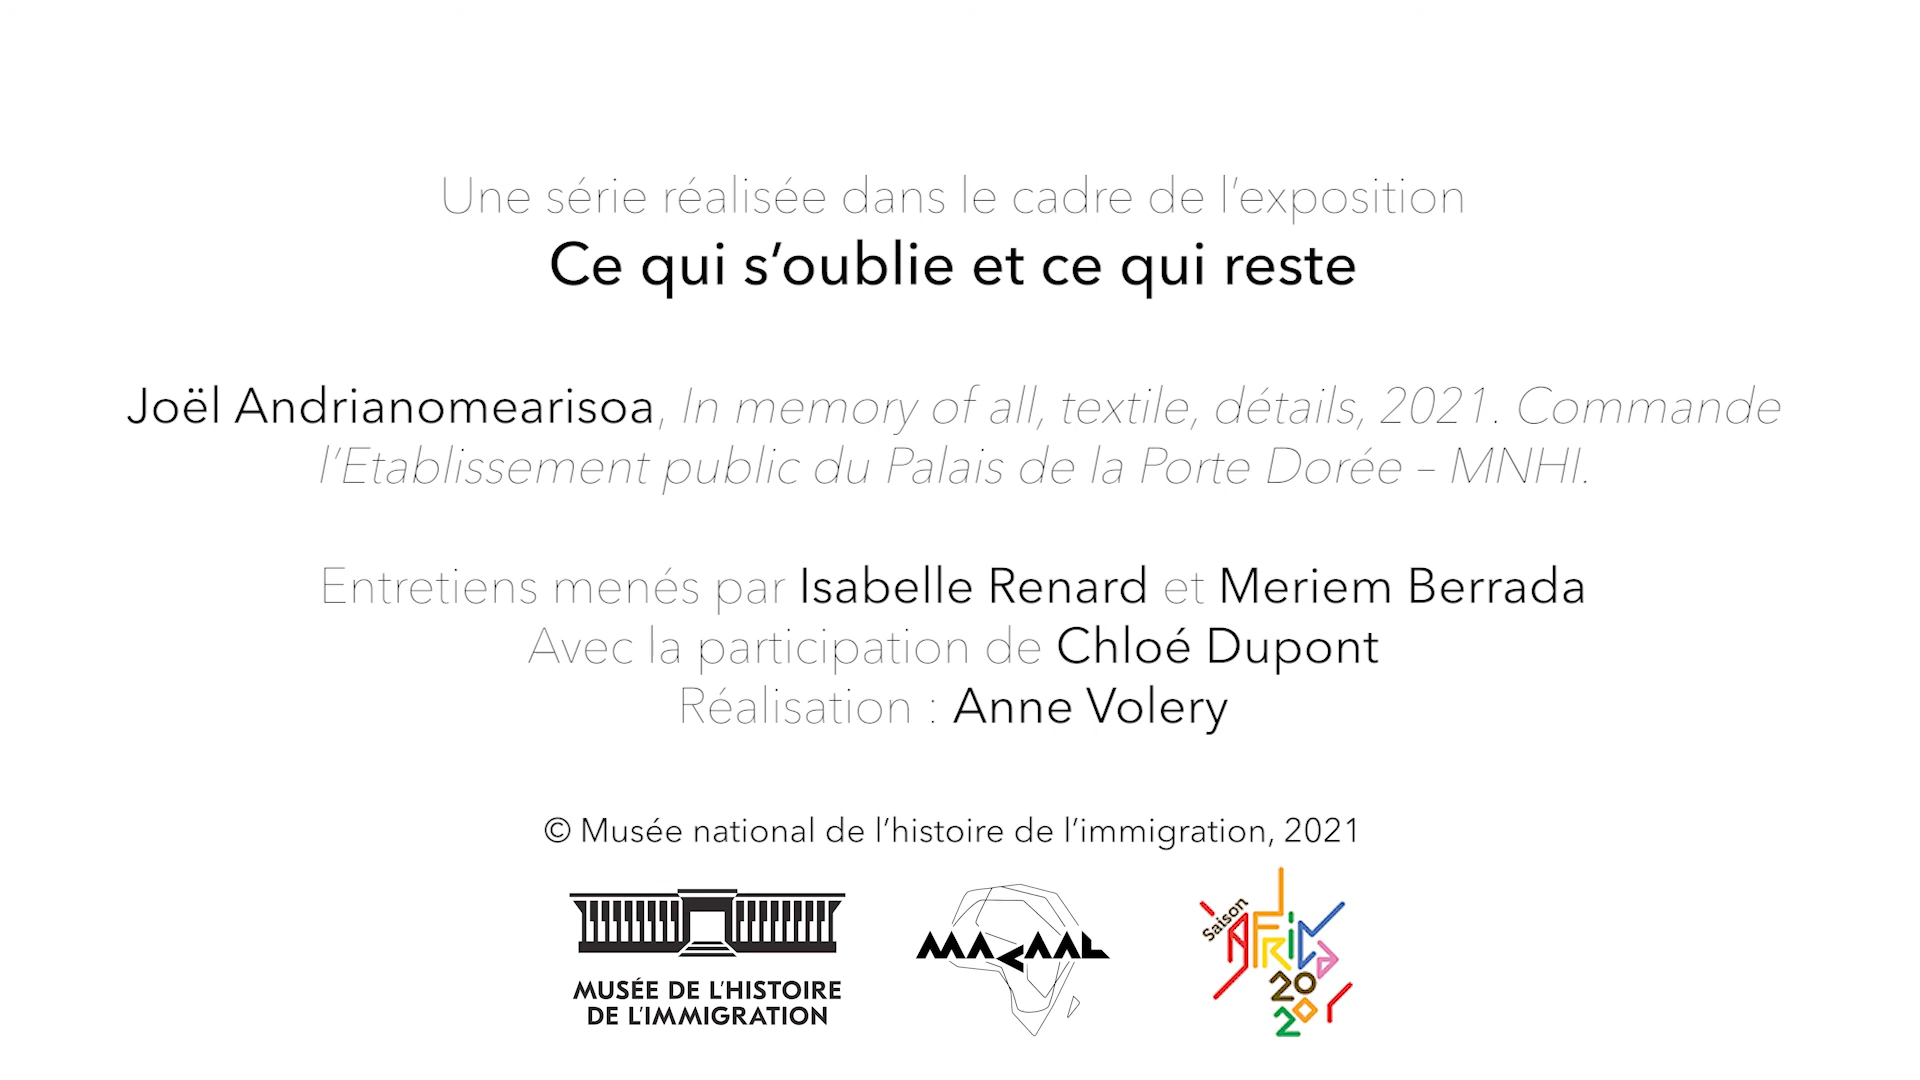 Une série réalisée dans le cadre de l’exposition
Ce qui s’oublie et ce qui reste
Joël Andrianomearisoa, In memory of all, textile, détails, 2021. Commande
l’Etablissement public du Palais de la Porte Dorée – MNHI.
Entretiens menés par Isabelle Renard et Meriem Berrada
Avec la participation de Chloé Dupont
Réalisation : Anne Volery
© Musée national de l’histoire de l’immigration, 2021
MUSÉE DE L’HISTOIRE
DE L’IMMIGRATION
MACAAL
Saison
AFRICA
20
20